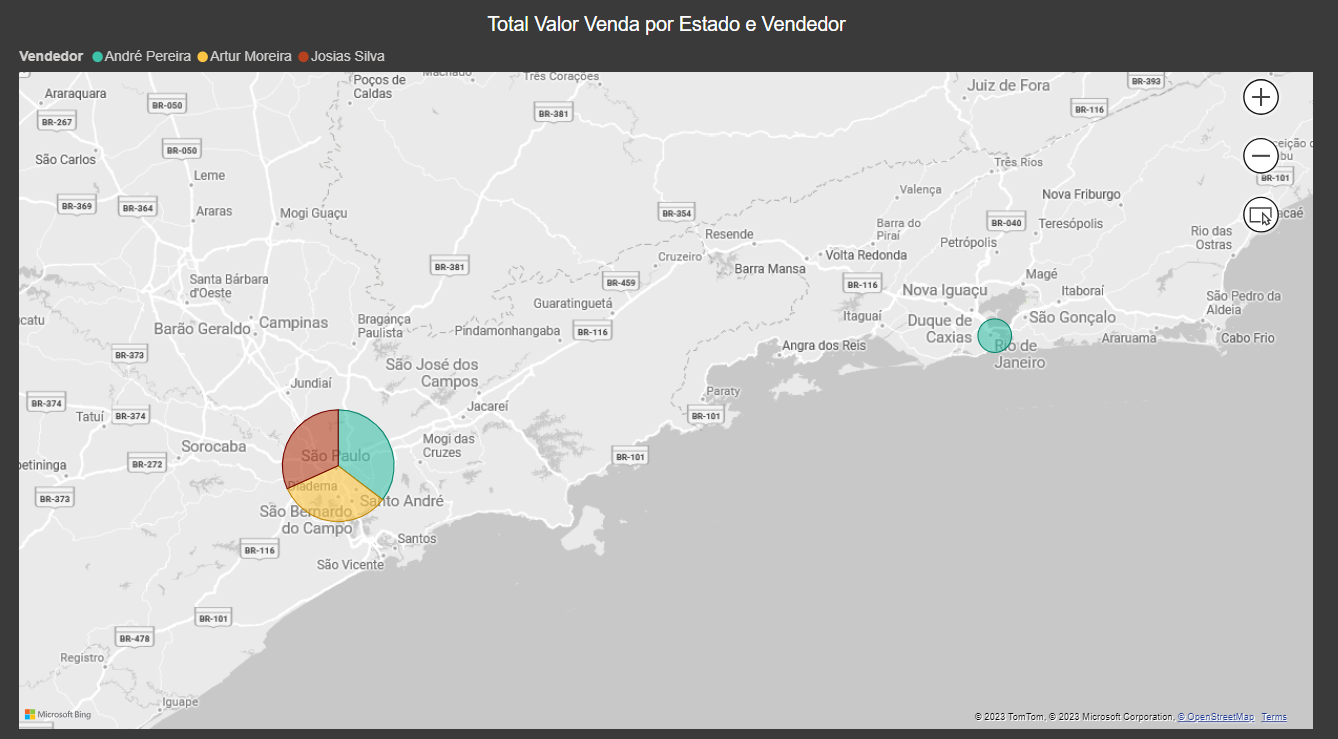 Total Valor Venda por Estado e Vendedor
Vendedor André Pereira Artur Moreira Josias Silva
Poços de
Caldas
Três Corações
Juiz de Fora
BR-393
Araraquara
BR-050
BR-381
BR-116
BR-267
São Carlos
BR-050
Três Rios
Leme
BR-101
Valença
Nova Friburgo
BR-369
BR-364
Araras
Mogi Guaçu
BR-354
BR-040
Teresópolis
Barra do
Piraí
Resende
Petrópolis
Rio das
Ostras
Cruzeiro
Volta Redonda
BR-381
Barra Mansa
Magé
Santa Bárbara
d'Oeste
BR-459
BR-116
Nova Iguaçu
Itaboraí
São Pedro da
Aldeia
Guaratinguetá
Itaguaí
São Gonçalo
Duque de
Caxias
Bragança
Paulista
Barão Geraldo
Campinas
Pindamonhangaba
BR-116
Angra dos Reis
Rio de
Janeiro
Araruama
Cabo Frio
BR-373
São José dos
Campos
Jundiaí
Paraty
BR-374
Tatuí
BR-374
Jacareí
BR-101
Sorocaba
Mogi das
Cruzes
São Paulo
BR-272
BR-101
Diadema
BR-373
Santo André
São Bernardo
do Campo
Santos
BR-116
São Vicente
BR-101
BR-478
Registro
Iguape
Microsoft Bing
© 2023 TomTom, © 2023 Microsoft Corporation, © OpenStreetMap Terms